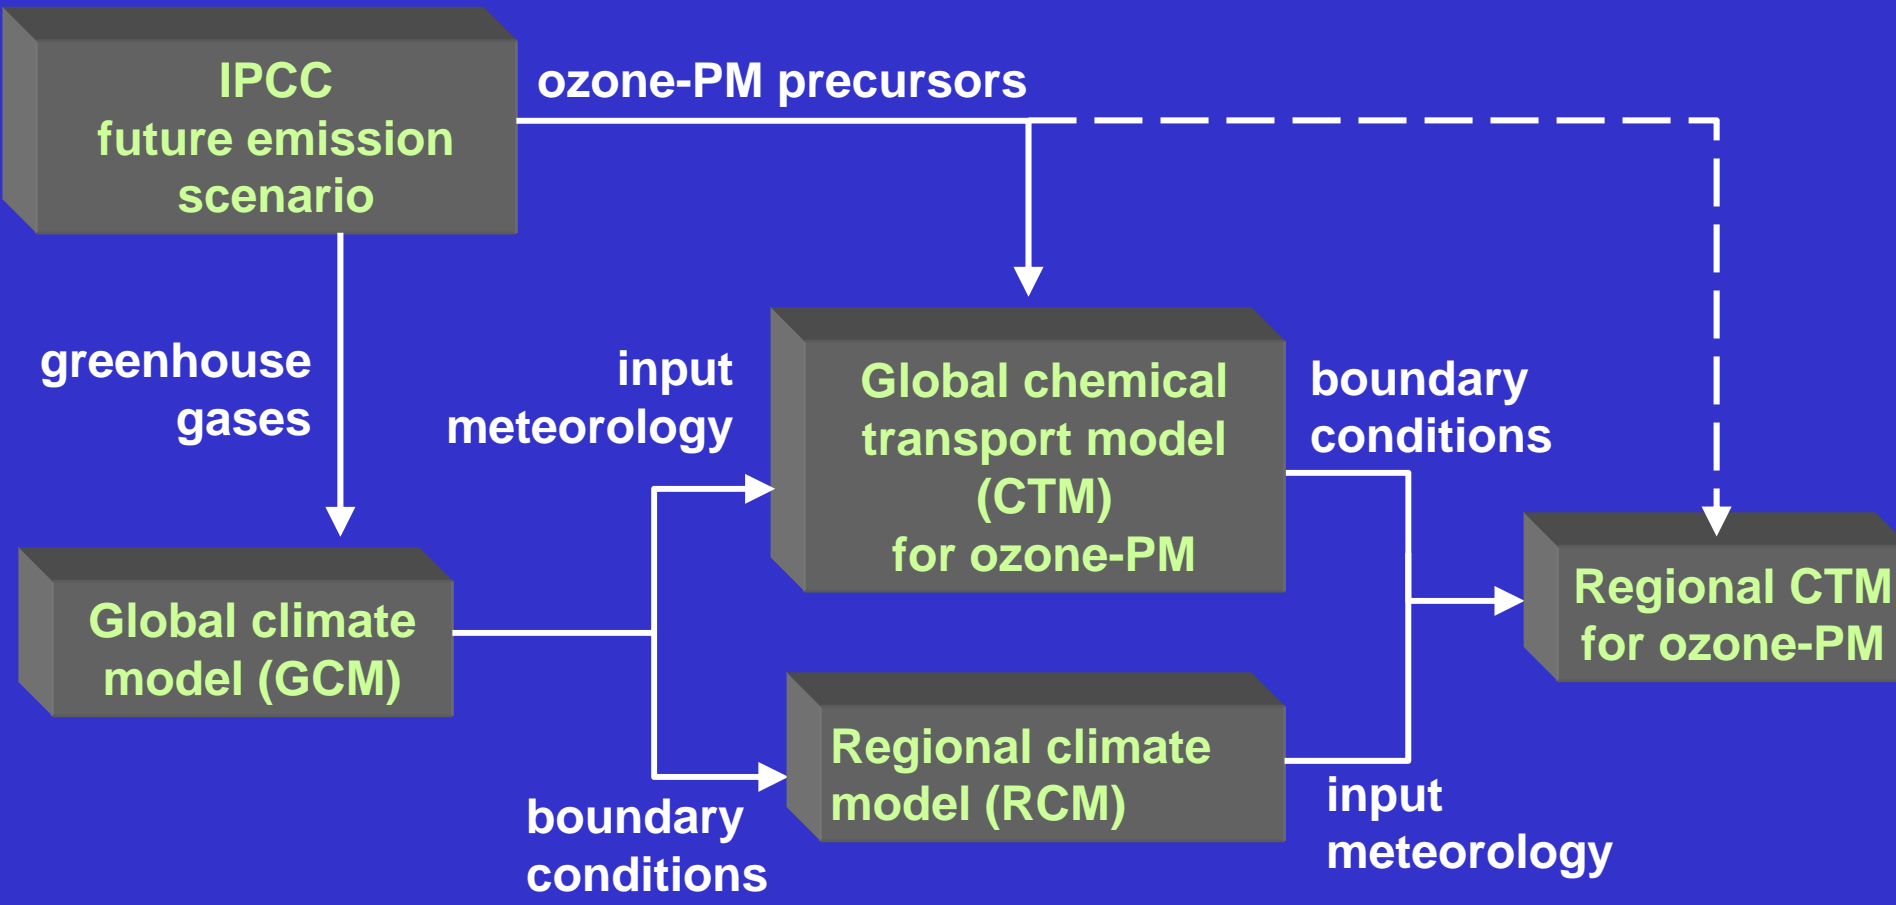 IPCC
future emission
scenario
ozone-PM precursors
greenhouse
gases
input
meteorology
Global chemical
transport model
(CTM)
for ozone-PM
boundary
conditions
Global climate
model (GCM)
Regional CTM
for ozone-PM
Regional climate
model (RCM)
boundary
conditions
input
meteorology